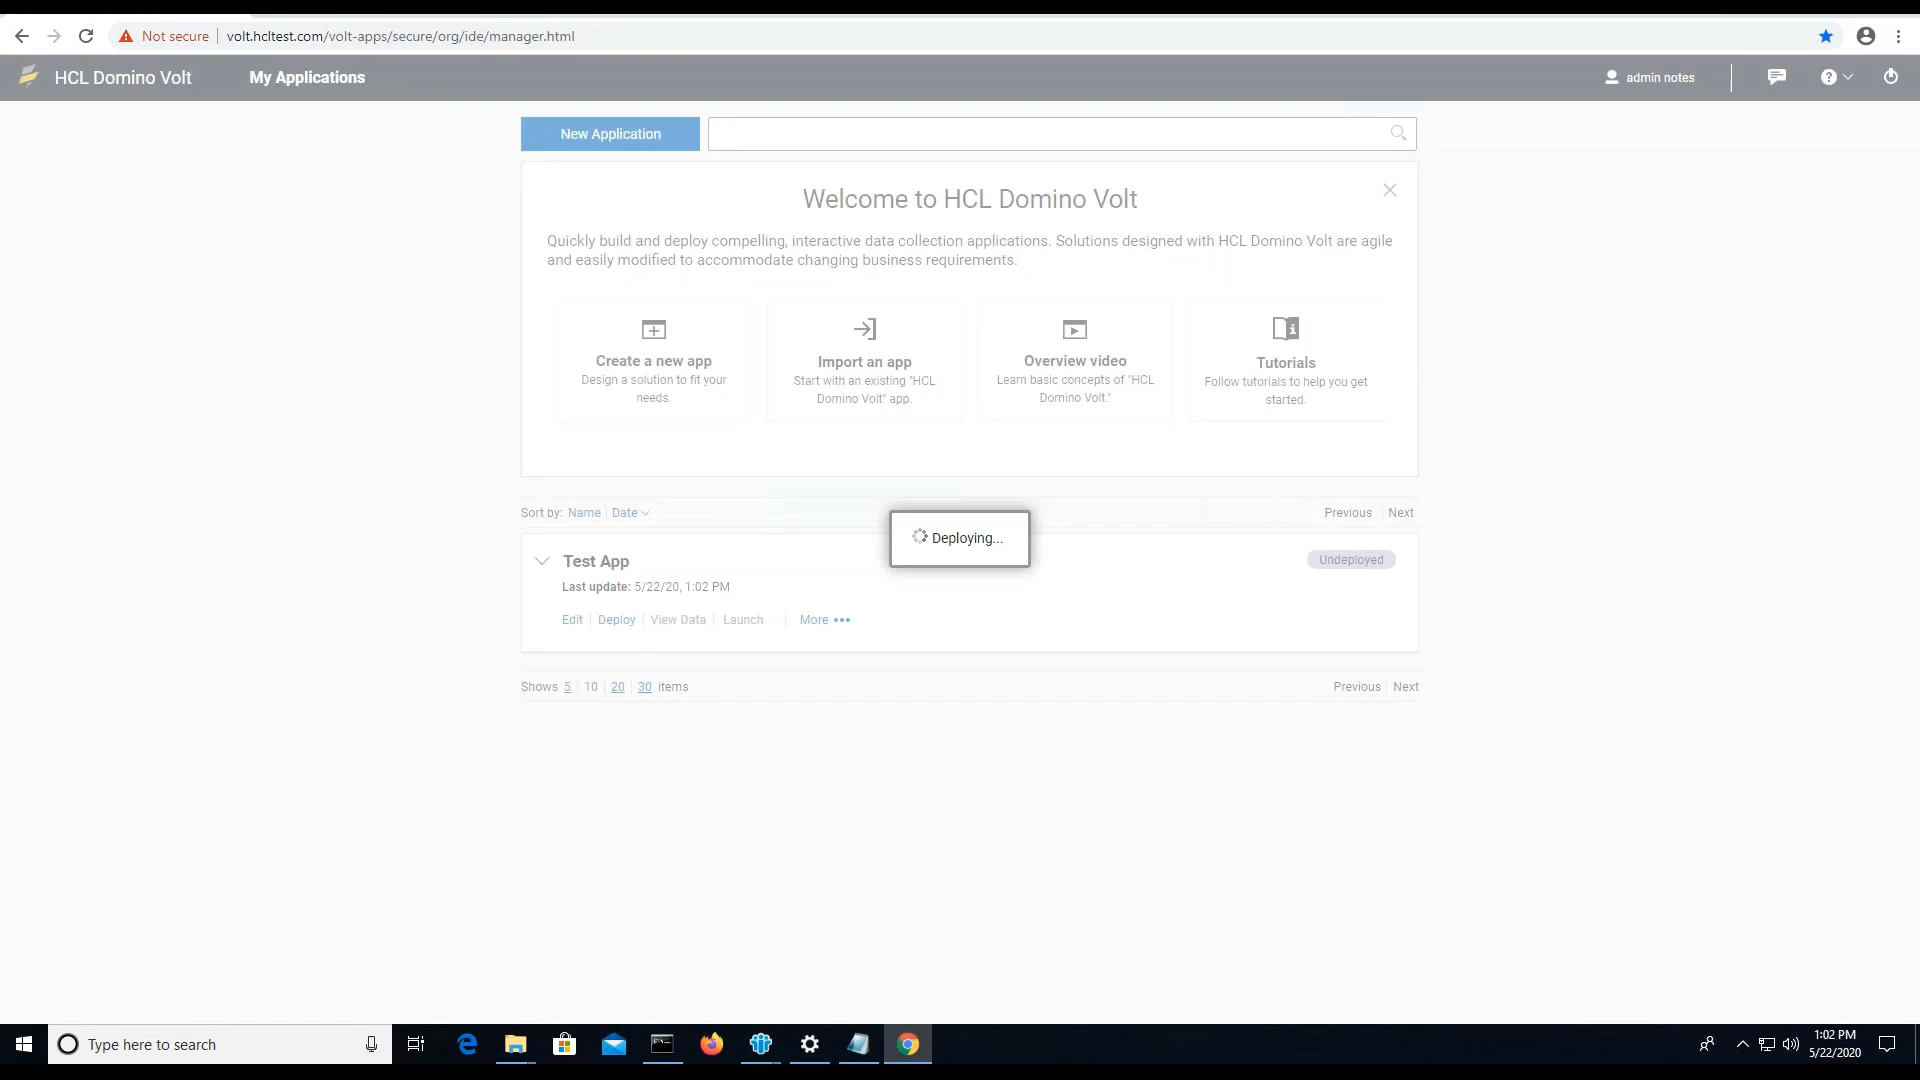 Not secure volt.hcltest.com/volt-apps/secure/org/ide/manager.html
HCL Domino Volt My Applications admin notes
New Application
Welcome to HCL Domino Volt
Quickly build and deploy compelling, interactive data collection applications. Solutions designed with HCL Domino Volt are agile
and easily modified to accommodate changing business requirements.
Create a new app
Design a solution to fit your
needs.
Import an app
Start with an existing "HCL
Domino Volt" app.
Overview video
Learn basic concepts of "HCL
Domino Volt."
Tutorials
Follow tutorials to help you get
started.
Sort by: Name Date Previous Next
Deploying...
Test App Undeployed
Last update: 5/22/20, 1:02 PM
Edit Deploy View Data Launch More
Shows 5 10 20 30 items Previous Next
Type here to search
1:02 PM
5/22/2020